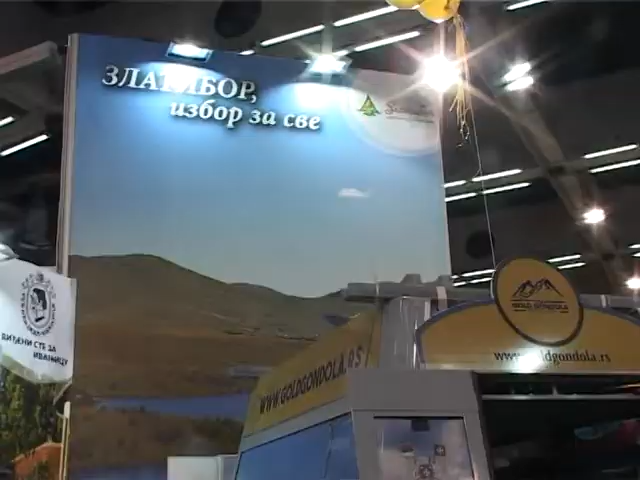 ЗЛАТИБОР,
избор за све
GOLD GONDOLA
www.goldgondola.rs
WWW.GOLDGONDOLA.RS
ВИЂЕНИ СТЕ ЗА
ИВАЊИЦУ